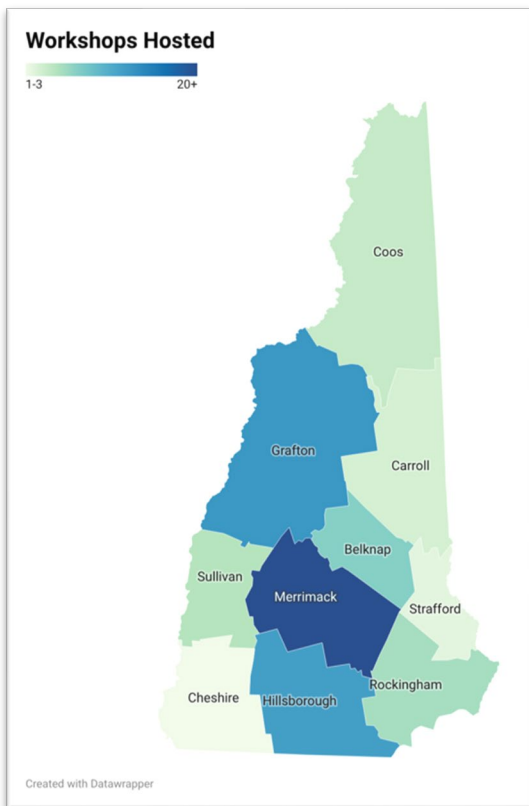 Workshops Hosted
1-3 20+
Coos
Grafton
Carroll
Belknap
Sullivan
Merrimack
Strafford
Rockingham
Cheshire
Hillsborough
Created with Datawrapper